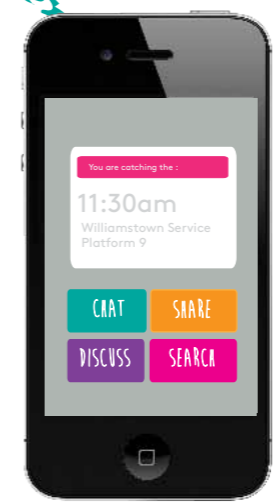 You are catching the :
11:30am
Williamstown Service
Platform 9
CHAT
SHARE
DISCUSS
SEARCH